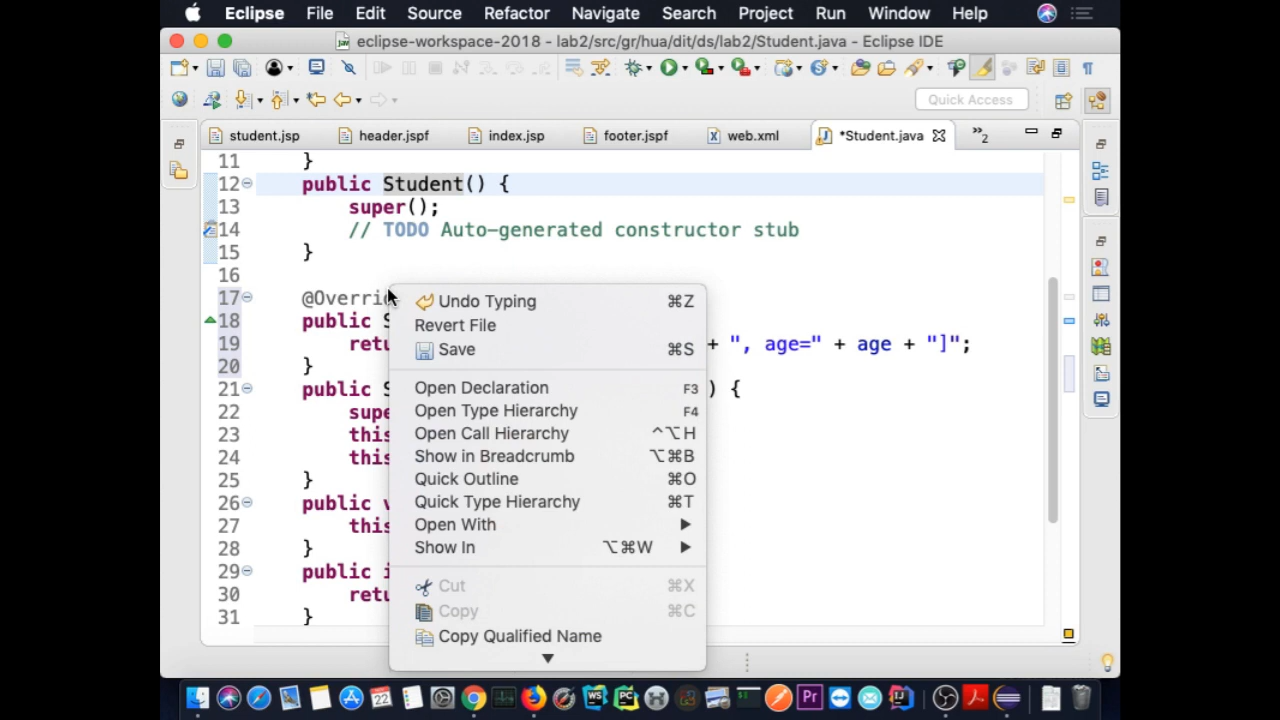 Eclipse File Edit Source Refactor Navigate Search Project Run Window Help
eclipse-workspace-2018 - lab2/src/gr/hua/dit/ds/lab2/Student.java - Eclipse IDE
Quick Access
student.jsp header.jspf index.jsp footer.jspf web.xml *Student.java »2
11 }
12 public Student() {
13 super();
14 // TODO Auto-generated constructor stub
15 }
16
17 @Overri
18 public S
19 retu + ", age=" + age + "]";
20 }
21 public S ) {
22 supe
23 this
24 this
25 }
26 public v
27 this
28 }
29 public i
30 retu
31 }
Undo Typing ⌘Z
Revert File
Save ⌘S
Open Declaration F3
Open Type Hierarchy F4
Open Call Hierarchy ^⌥H
Show in Breadcrumb ⌥⌘B
Quick Outline ⌘O
Quick Type Hierarchy ⌘T
Open With
Show In ⌥⌘W
Cut ⌘X
Copy ⌘C
Copy Qualified Name
22 WS PC Pr